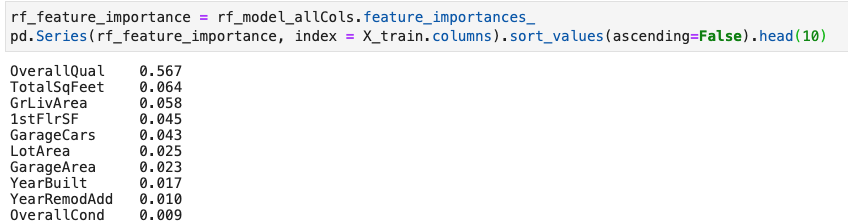 rf_feature_importance = rf_model_allCols.feature_importances_
pd.Series(rf_feature_importance, index = X_train.columns).sort_values(ascending=False).head(10)
OverallQual    0.567
TotalSqFeet    0.064
GrLivArea      0.058
1stFlrSF       0.045
GarageCars     0.043
LotArea        0.025
GarageArea     0.023
YearBuilt      0.017
YearRemodAdd   0.010
OverallCond    0.009